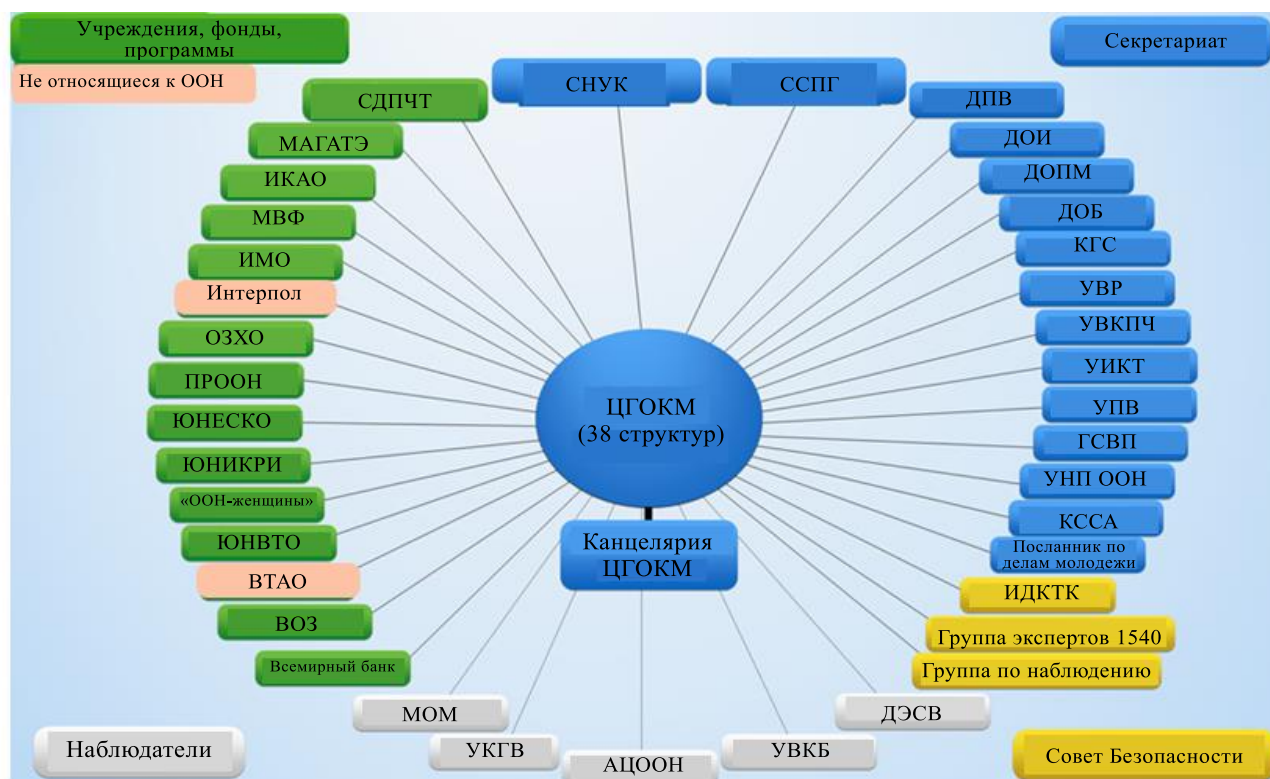 Учреждения, фонды,
программы
Не относящиеся к ООН
Секретариат
СНУК
ССПГ
СДПЧТ
МАГАТЭ
ИКАО
МВФ
ИМО
Интерпол
ОЗХО
ПРООН
ЮНЕСКО
ЮНИКРИ
«ООН-женщины»
ЮНВТО
ВТАО
ВОЗ
Всемирный банк
ДПВ
ДОИ
ДОПМ
ДОБ
КГС
УВР
УВКПЧ
УИКТ
УПВ
ГСВП
УНП ООН
КССА
Посланник по
делам молодежи
ИДКТК
Группа экспертов 1540
Группа по наблюдению
ЦГОКМ
(38 структур)
Канцелярия
ЦГОКМ
МОМ
УКГВ
АЦООН
УВКБ
ДЭСВ
Наблюдатели
Совет Безопасности